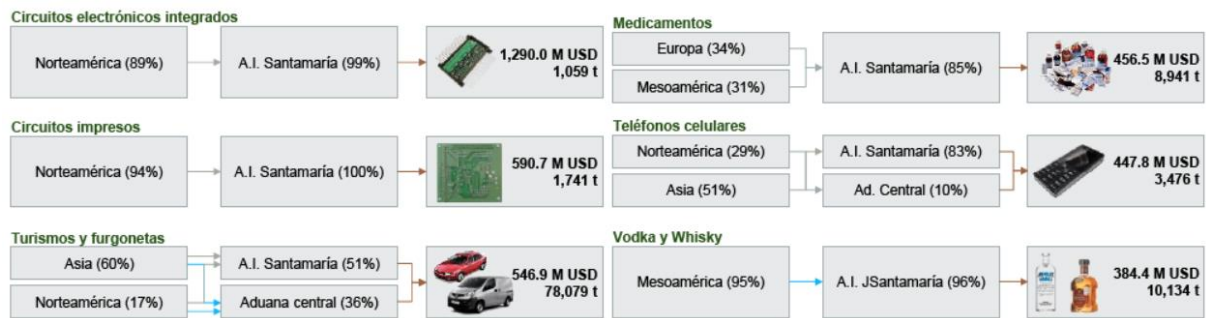 Circuitos electrónicos integrados
Norteamérica (89%)
A.I. Santamaría (99%)
1,290.0 M USD
1,059 t
Medicamentos
Europa (34%)
Mesoamérica (31%)
A.I. Santamaría (85%)
456.5 M USD
8,941 t
Circuitos impresos
Norteamérica (94%)
A.I. Santamaría (100%)
590.7 M USD
1,741 t
Teléfonos celulares
Norteamérica (29%)
Asia (51%)
A.I. Santamaría (83%)
Ad. Central (10%)
447.8 M USD
3,476 t
Turismos y furgonetas
Asia (60%)
Norteamérica (17%)
A.I. Santamaría (51%)
Aduana central (36%)
546.9 M USD
78,079 t
Vodka y Whisky
Mesoamérica (95%)
A.I. JSantamaría (96%)
384.4 M USD
10,134 t